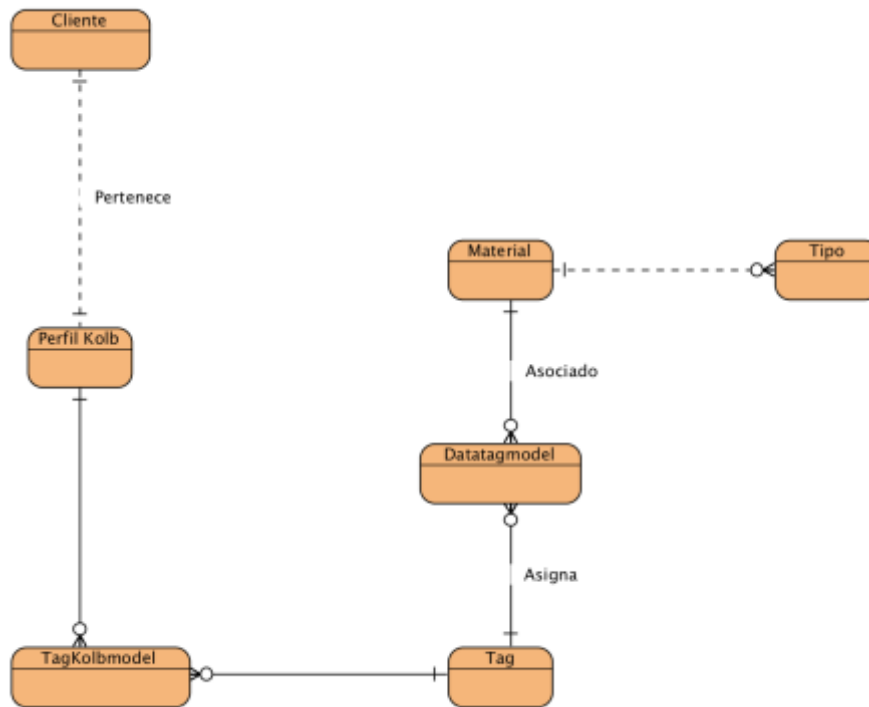 Cliente
Pertenece
Material
Tipo
Perfil Kolb
Asociado
Datatagmodel
Asigna
TagKolbmodel
Tag